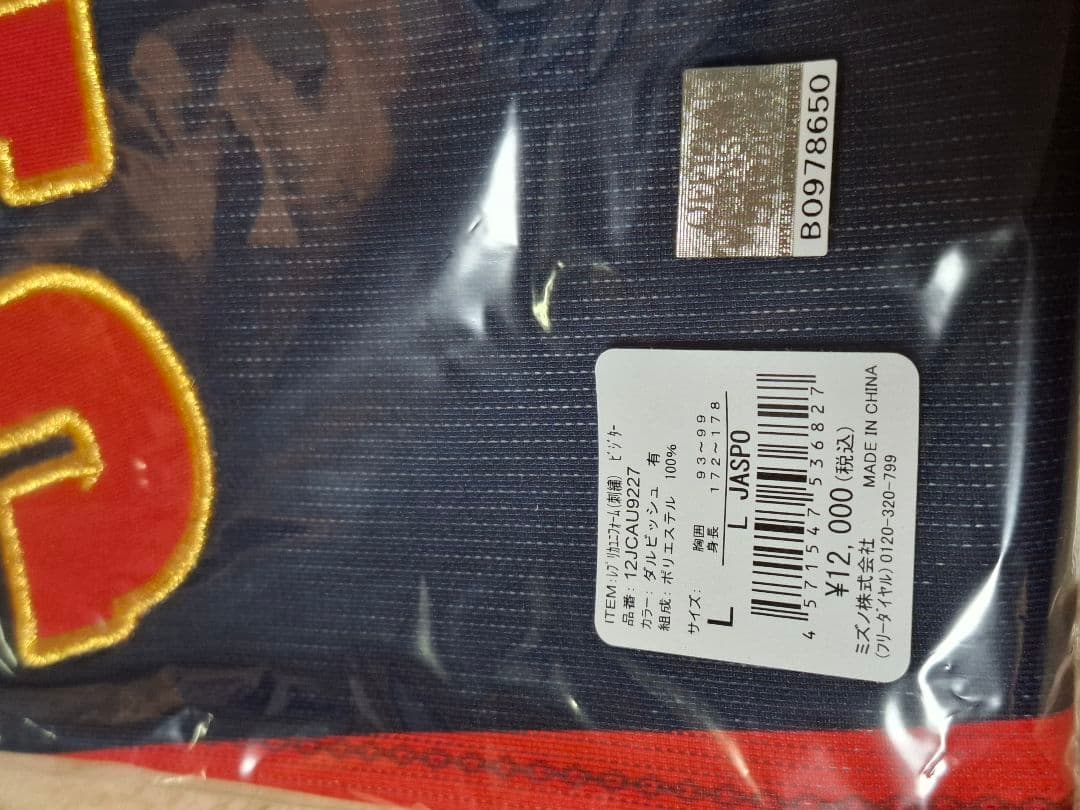 B0978650
ITEM:ﾚﾌﾟﾘｶﾕﾆﾌｫｰﾑ(刺繍) ﾋﾞｼﾞﾀｰ
品番:12JCAU9227
カラー:ダルビッシュ 有
組成:ポリエステル 100%
サイズ: 胸囲 93~99
身長 172~178
L L JASPO
4 571547 536827
¥12,000(税込)
ミズノ株式会社 MADE IN CHINA
(ﾌﾘｰﾀﾞｲﾔﾙ)0120-320-799